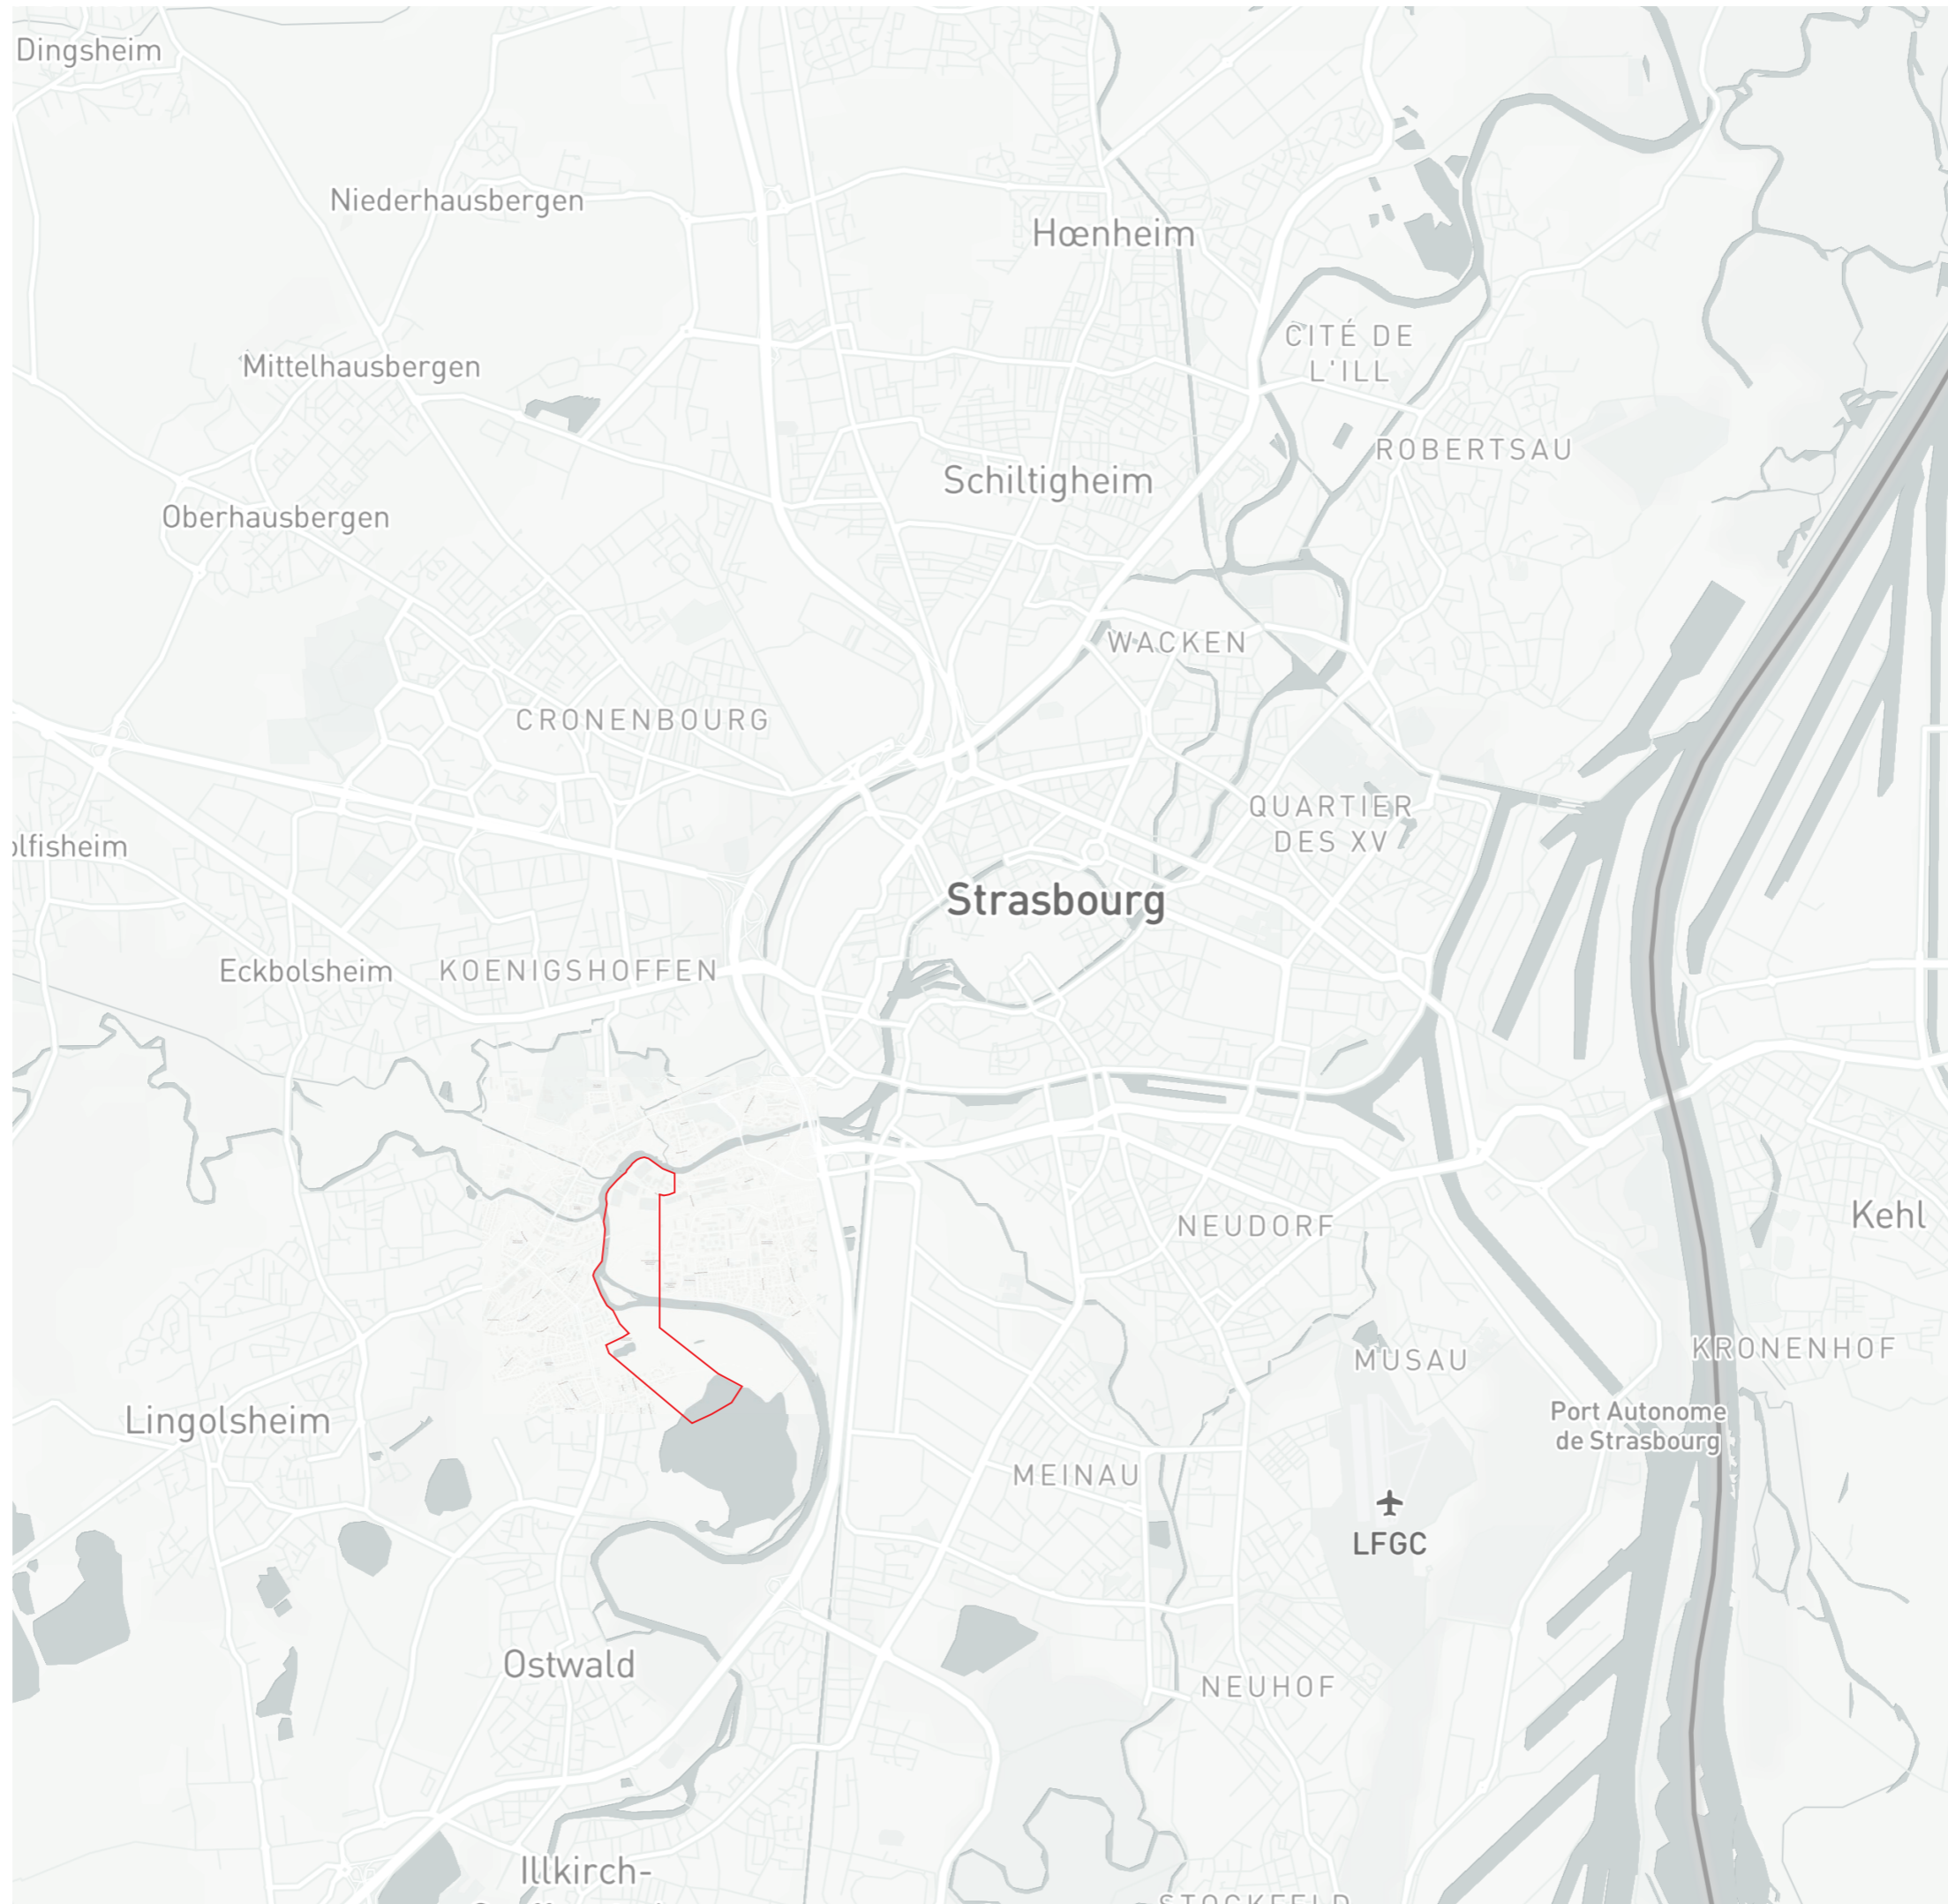 Dingsheim
Niederhausbergen
Hœnheim
CITÉ DE
L'ILL
Mittelhausbergen
ROBERTSAU
Schiltigheim
Oberhausbergen
WACKEN
CRONENBOURG
QUARTIER
DES XV
olfisheim
Strasbourg
Eckbolsheim
KOENIGSHOFFEN
Kehl
NEUDORF
KRONENHOF
MUSAU
Port Autonome
de Strasbourg
Lingolsheim
MEINAU
LFGC
Ostwald
NEUHOF
Illkirch-